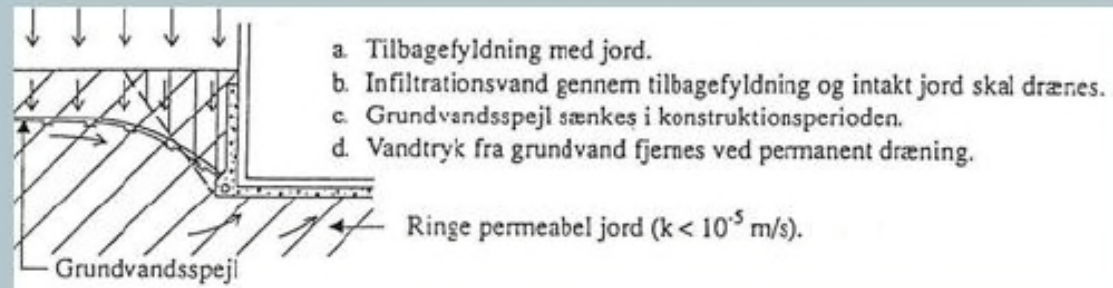 a. Tilbagefyldning med jord.
b. Infiltrationsvand gennem tilbagefyldning og intakt jord skal drænes.
c. Grundvandsspejl sænkes i konstruktionsperioden.
d. Vandtryk fra grundvand fjernes ved permanent dræning.
Ringe permeabel jord (k < 10⁻⁵ m/s).
Grundvandsspejl